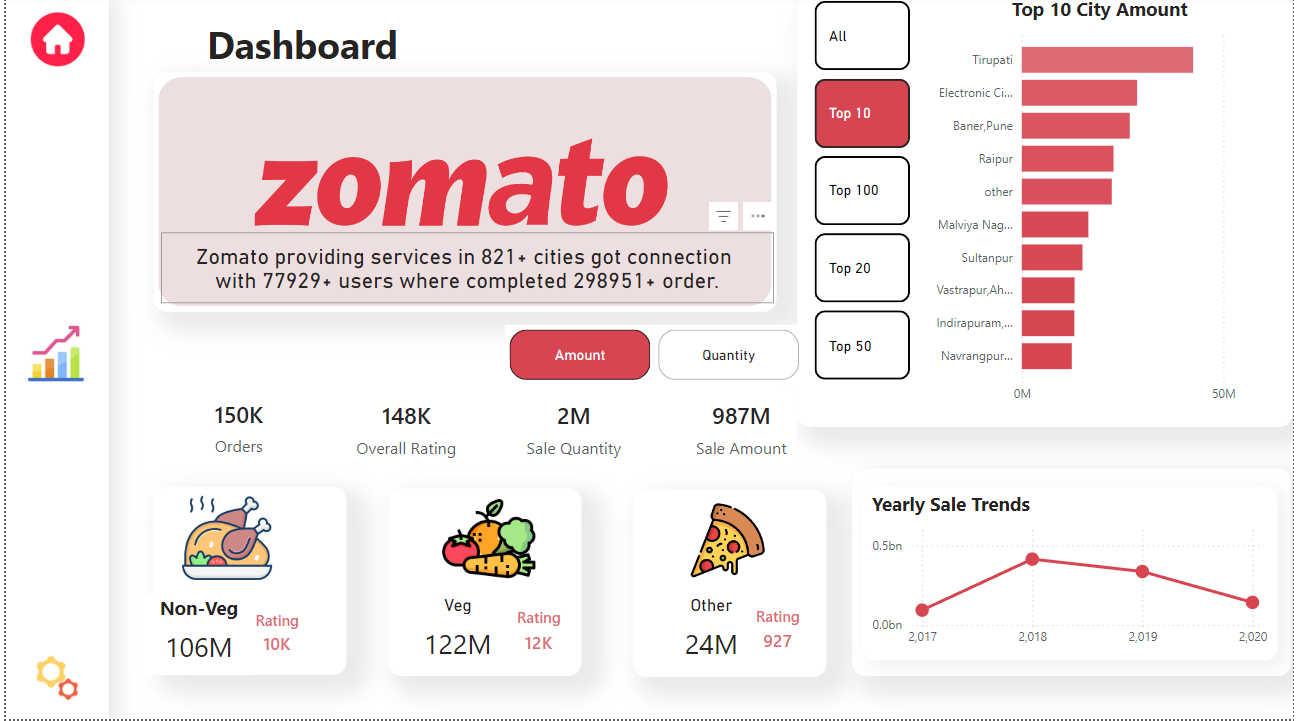 Dashboard
zomato
Zomato providing services in 821+ cities got connection
with 77929+ users where completed 298951+ order.
Amount
Quantity
All
Top 10
Top 100
Top 20
Top 50
Top 10 City Amount
Tirupati
Electronic Ci...
Baner,Pune
Raipur
other
Malviya Nag...
Sultanpur
Vastrapur,Ah...
Indirapuram,...
Navrangpur...
0M 50M
150K
Orders
148K
Overall Rating
2M
Sale Quantity
987M
Sale Amount
Non-Veg
106M
Rating
10K
Veg
122M
Rating
12K
Other
24M
Rating
927
Yearly Sale Trends
0.5bn
0.0bn
2,017 2,018 2,019 2,020